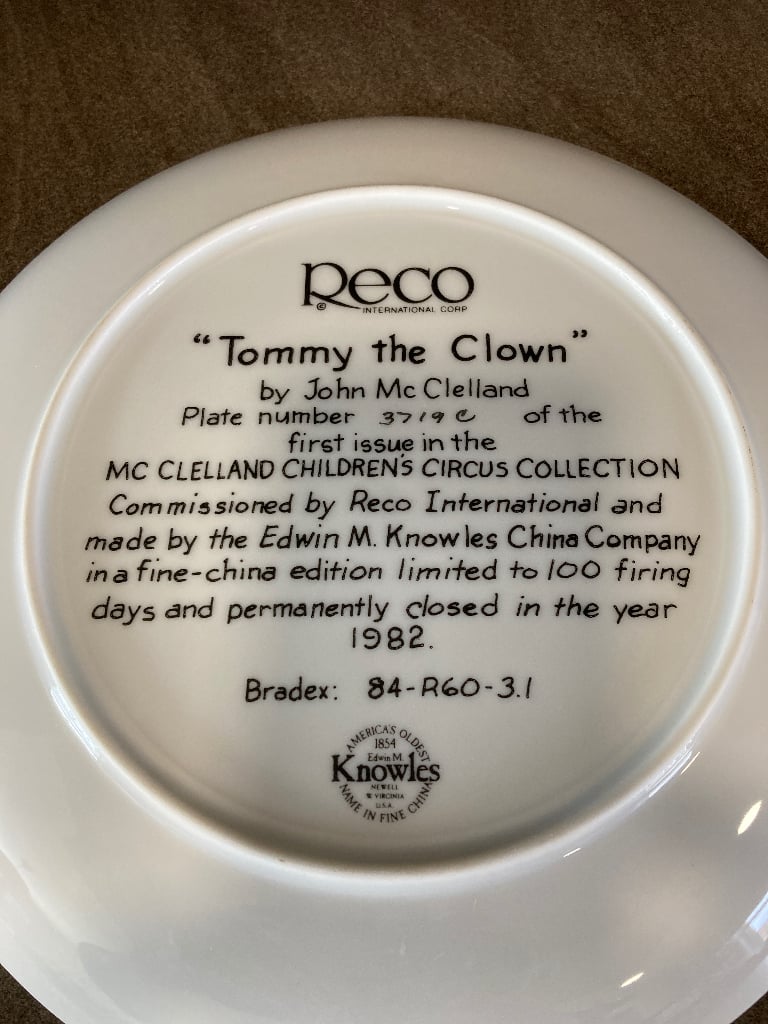 Reco
© INTERNATIONAL CORP
"Tommy the Clown"
by John McClelland
Plate number 3719 C of the
first issue in the
MC CLELLAND CHILDREN'S CIRCUS COLLECTION
Commissioned by Reco International and
made by the Edwin M. Knowles China Company
in a fine-china edition limited to 100 firing
days and permanently closed in the year
1982.
Bradex: 84-R60-3.1
AMERICA'S OLDEST
1854
Edwin M.
Knowles
NEWELL
W VIRGINIA
U.S.A.
NAME IN FINE CHINA